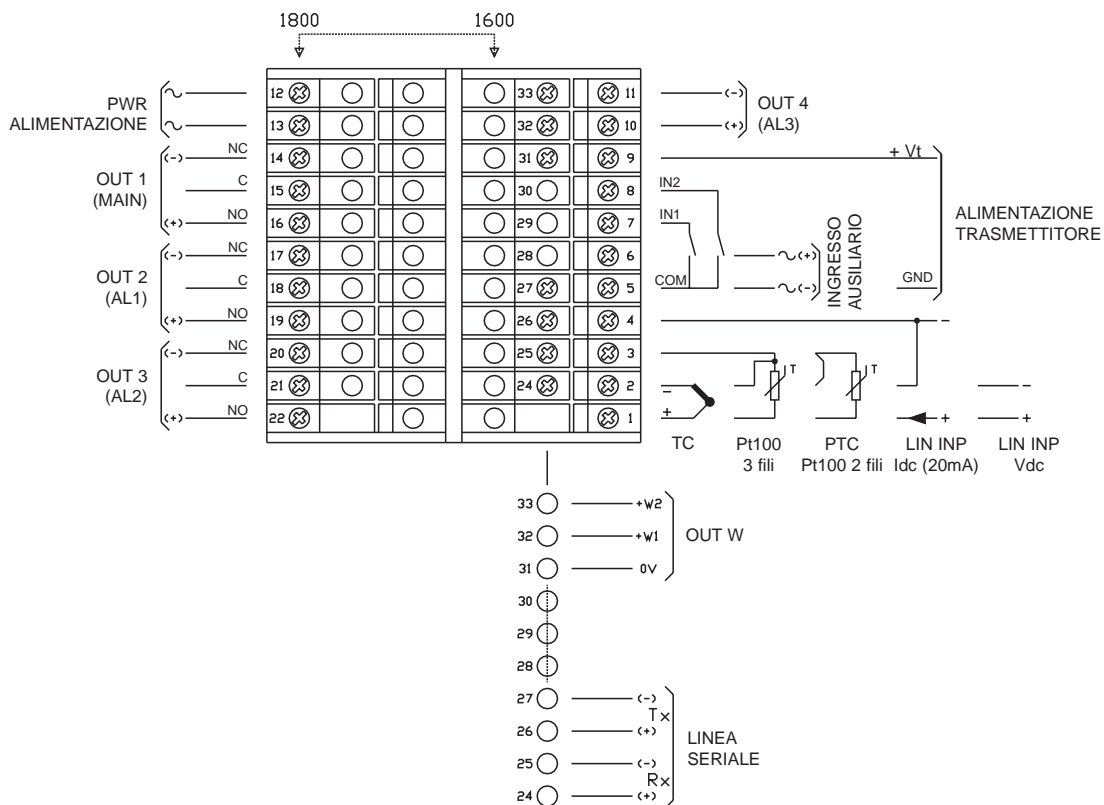 1800 1600
PWR
ALIMENTAZIONE
12 33 11 (-)
13 32 10 (+)
OUT 4
(AL3)
(-) NC 14 31 9 + Vt
OUT 1
(MAIN)
C 15 30 8 IN2
(+) NO 16 29 7 IN1
(-) NC 17 28 6 (+)
OUT 2
(AL1)
C 18 27 5 COM (-) GND
INGRESSO
AUSILIARIO
ALIMENTAZIONE
TRASMETTITORE
(+) NO 19 26 4 -
(-) NC 20 25 3 T T
OUT 3
(AL2)
C 21 24 2 - -
(+) NO 22 1 + + +
TC
Pt100
3 fili
PTC
Pt100 2 fili
LIN INP
Idc (20mA)
LIN INP
Vdc
33 +W2
32 +W1
31 0V
OUT W
30
29
28
27 (-)
Tx
26 (+)
25 (-)
Rx
24 (+)
LINEA
SERIALE